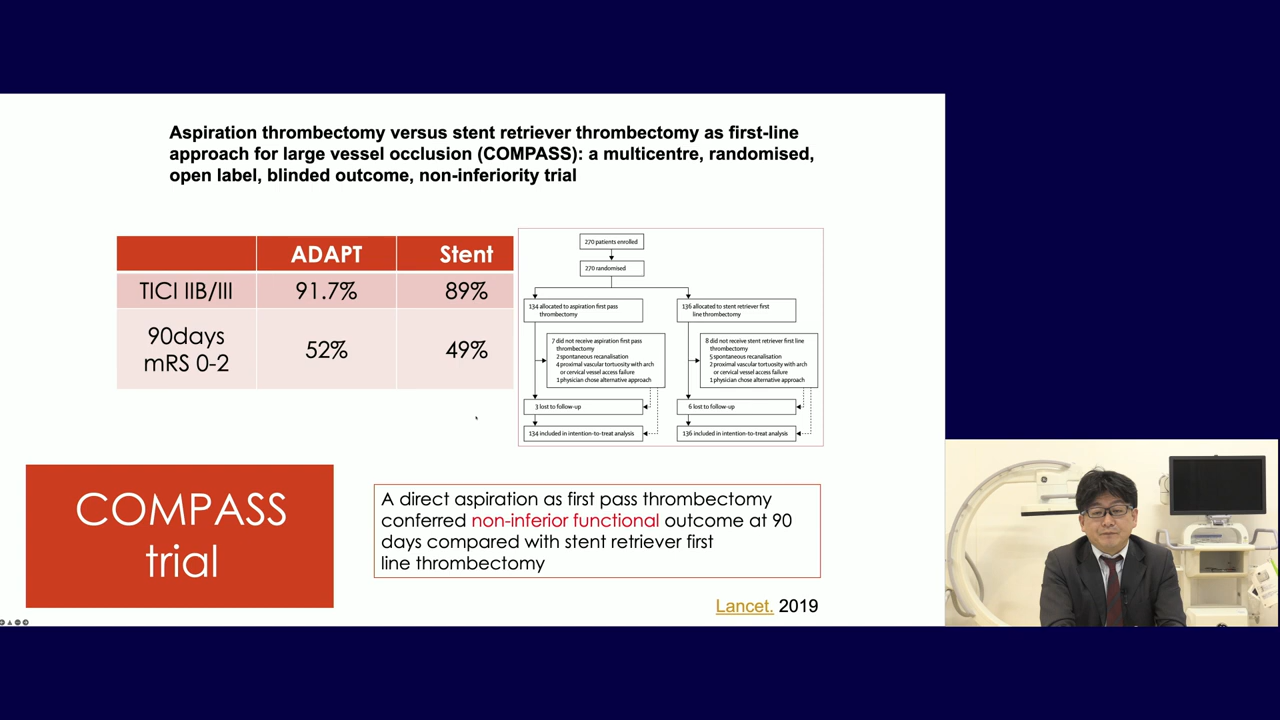 Aspiration thrombectomy versus stent retriever thrombectomy as first-line
approach for large vessel occlusion (COMPASS): a multicentre, randomised,
open label, blinded outcome, non-inferiority trial
ADAPT Stent
TICI IIB/III 91.7% 89%
90days
mRS 0-2 52% 49%
270 patients enrolled
270 randomised
134 allocated to aspiration first pass
thrombectomy
136 allocated to stent retriever first
line thrombectomy
7 did not receive aspiration first pass
thrombectomy
2 spontaneous recanalisation
4 proximal vascular tortuosity with arch
or cervical vessel access failure
1 physician chose alternative approach
8 did not receive stent retriever first line
thrombectomy
5 spontaneous recanalisation
2 proximal vascular tortuosity with arch
or cervical vessel access failure
1 physician chose alternative approach
3 lost to follow-up
6 lost to follow-up
134 included in intention-to-treat analysis
136 included in intention-to-treat analysis
COMPASS
trial
A direct aspiration as first pass thrombectomy
conferred non-inferior functional outcome at 90
days compared with stent retriever first
line thrombectomy
Lancet. 2019